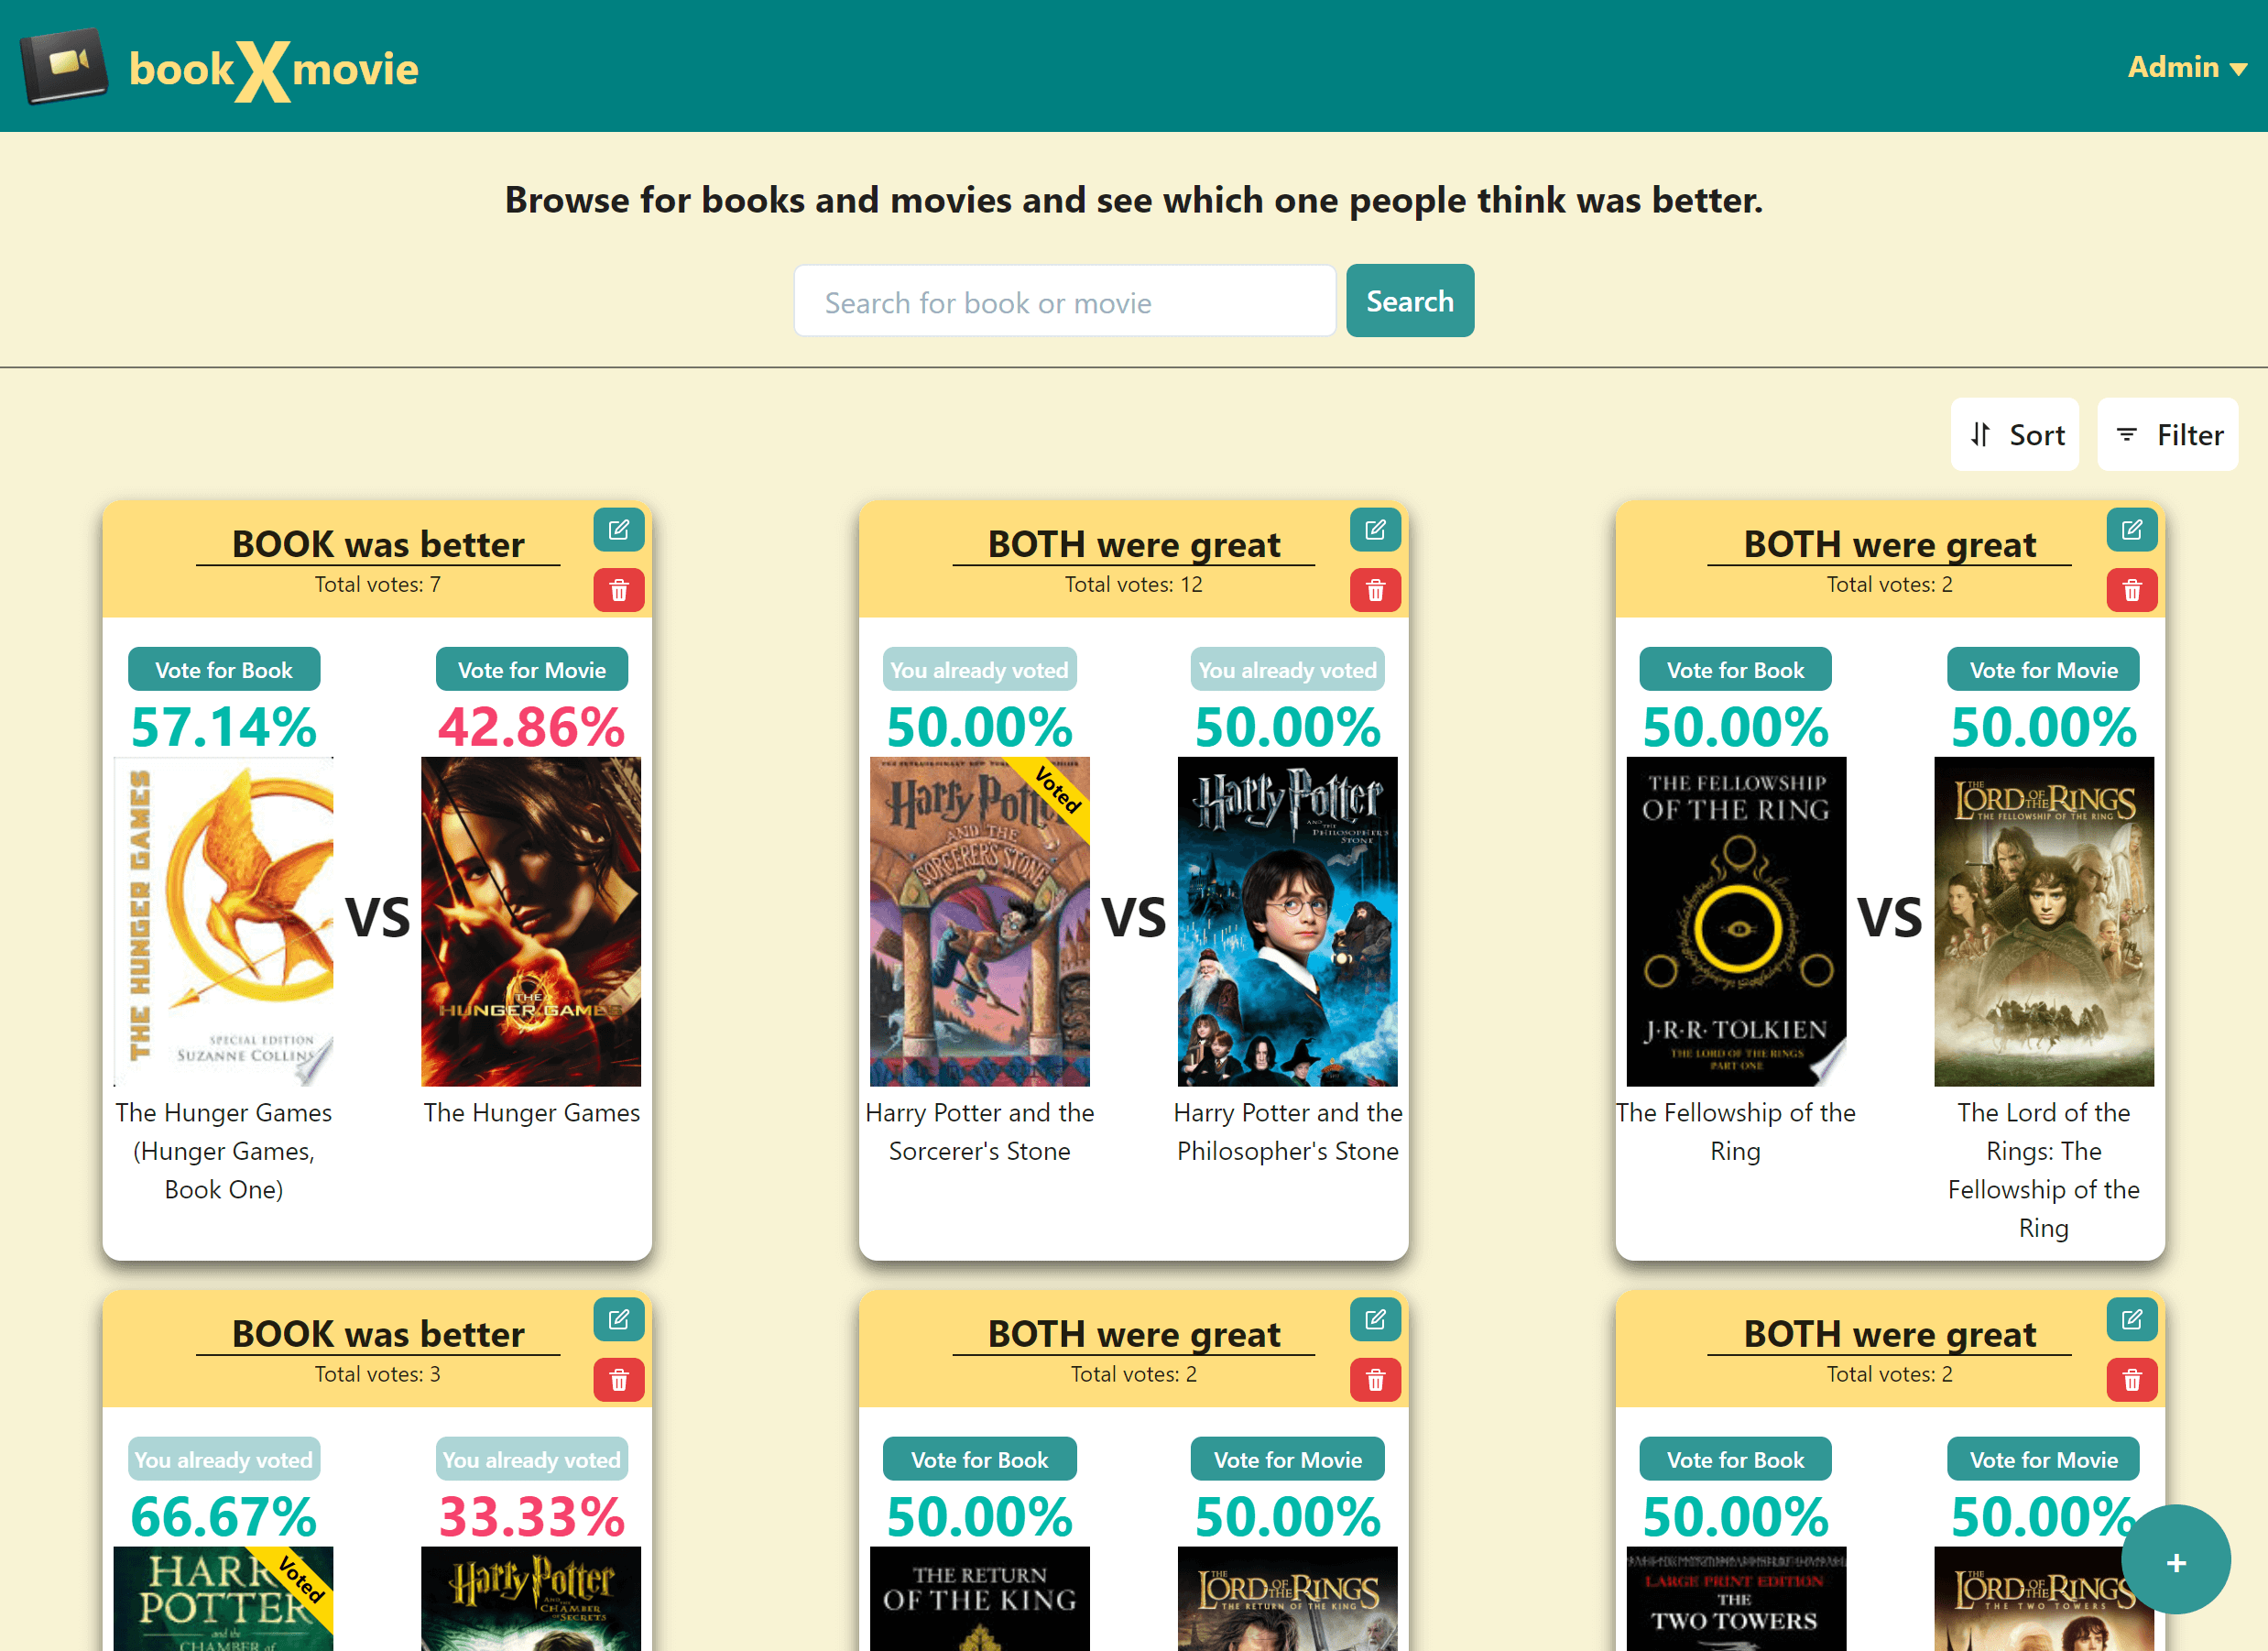 bookXmovie
Admin
Browse for books and movies and see which one people think was better.
Search for book or movie
Search
Sort
Filter
BOOK was better
Total votes: 7
Vote for Book
Vote for Movie
57.14%
42.86%
THE HUNGER GAMES
SPECIAL EDITION
SUZANNE COLLINS
VS
THE
HUNGER GAMES
The Hunger Games
(Hunger Games,
Book One)
The Hunger Games
BOTH were great
Total votes: 12
You already voted
You already voted
50.00%
50.00%
Voted
Harry Potter
AND THE
SORCERER'S STONE
VS
Harry Potter
AND THE
PHILOSOPHER'S
STONE
Harry Potter and the
Sorcerer's Stone
Harry Potter and the
Philosopher's Stone
BOTH were great
Total votes: 2
Vote for Book
Vote for Movie
50.00%
50.00%
THE FELLOWSHIP
OF THE RING
J·R·R·TOLKIEN
THE LORD OF THE RINGS
PART ONE
VS
THE
LORD OF THE RINGS
THE FELLOWSHIP OF THE RING
The Fellowship of the
Ring
The Lord of the
Rings: The
Fellowship of the
Ring
BOOK was better
Total votes: 3
You already voted
You already voted
66.67%
33.33%
Voted
HARRY
POTTER
and the
CHAMBER of
Harry Potter
AND THE
CHAMBER
OF SECRETS
BOTH were great
Total votes: 2
Vote for Book
Vote for Movie
50.00%
50.00%
THE RETURN
OF THE KING
THE
LORD OF THE RINGS
THE RETURN OF THE KING
BOTH were great
Total votes: 2
Vote for Book
Vote for Movie
50.00%
50.00%
LARGE PRINT EDITION
THE
TWO TOWERS
THE
LORD OF THE RINGS
THE TWO TOWERS
+